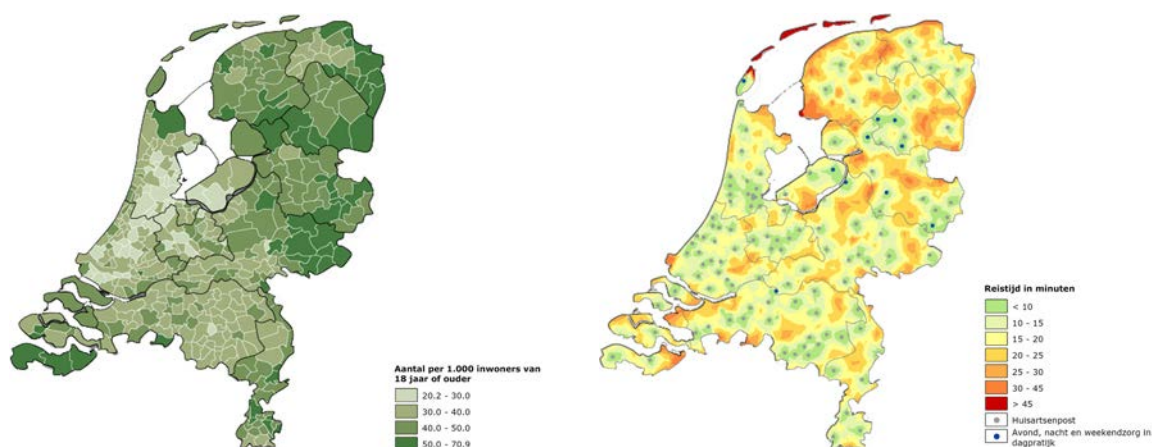 Aantal per 1.000 inwoners van
18 jaar of ouder
20.2 - 30.0
30.0 - 40.0
40.0 - 50.0
50.0 - 70.9
Reistijd in minuten
< 10
10 - 15
15 - 20
20 - 25
25 - 30
30 - 45
> 45
Huisartsenpost
Avond, nacht en weekendzorg in
dagpratijk